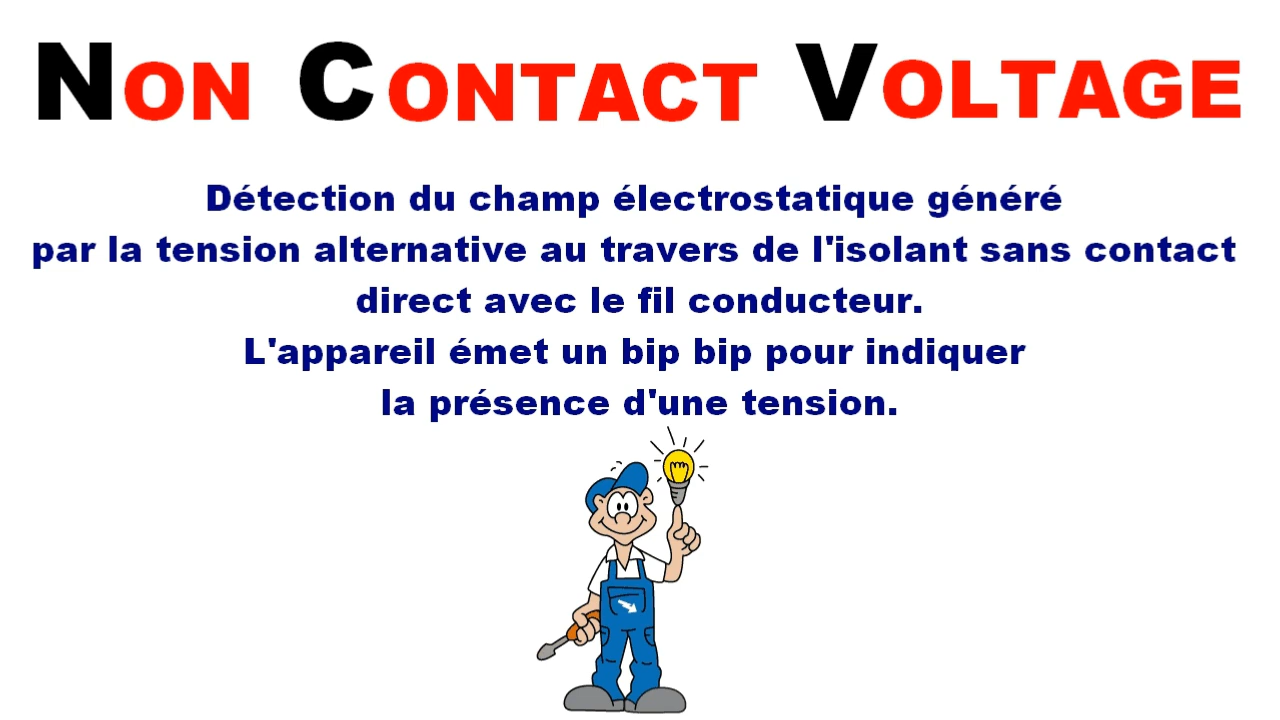 NON CONTACT VOLTAGE
Détection du champ électrostatique généré
par la tension alternative au travers de l'isolant sans contact
direct avec le fil conducteur.
L'appareil émet un bip bip pour indiquer
la présence d'une tension.